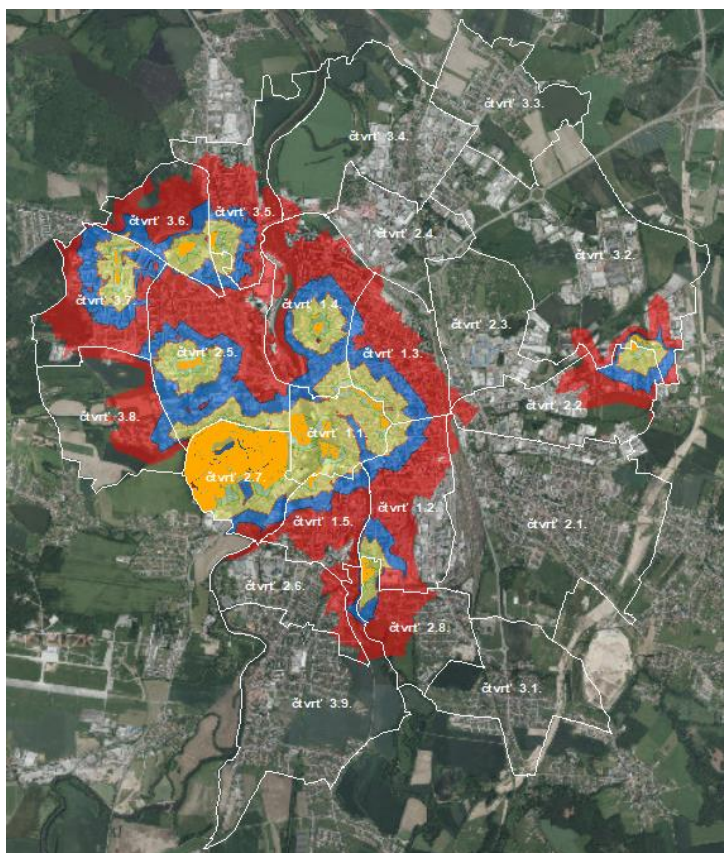 čtvrť 3.3.
čtvrť 3.4.
čtvrť 3.5.
čtvrť 3.6.
čtvrť 2.4.
čtvrť 3.2.
čtvrť 3.7.
čtvrť 1.4.
čtvrť 2.3.
čtvrť 2.5.
čtvrť 1.3.
čtvrť 2.2.
čtvrť 3.8.
čtvrť 1.1.
čtvrť 2.7.
čtvrť 1.2.
čtvrť 1.5.
čtvrť 2.1.
čtvrť 2.6.
čtvrť 2.8.
čtvrť 3.1.
čtvrť 3.9.